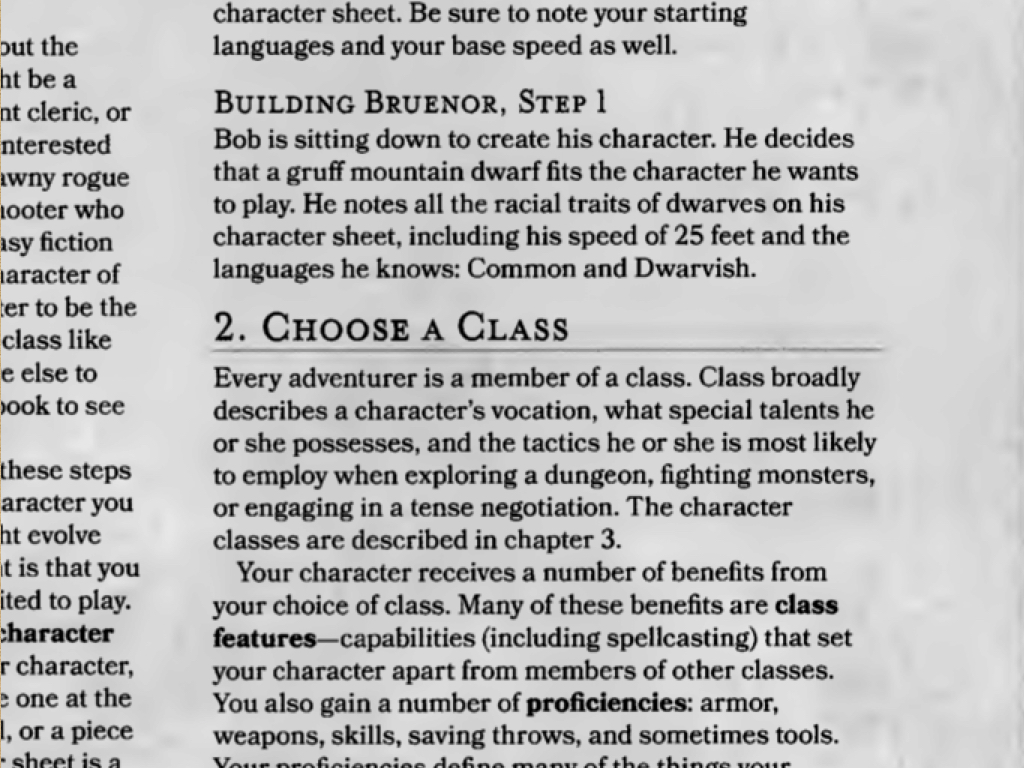 out the
ht be a
nt cleric, or
nterested
awny rogue
hooter who
asy fiction
haracter of
ter to be the
class like
e else to
book to see
these steps
aracter you
ht evolve
t is that you
ited to play.
character
r character,
e one at the
l, or a piece
sheet is a
character sheet. Be sure to note your starting
languages and your base speed as well.
Building Bruenor, Step 1
Bob is sitting down to create his character. He decides
that a gruff mountain dwarf fits the character he wants
to play. He notes all the racial traits of dwarves on his
character sheet, including his speed of 25 feet and the
languages he knows: Common and Dwarvish.
2. Choose a Class
Every adventurer is a member of a class. Class broadly
describes a character's vocation, what special talents he
or she possesses, and the tactics he or she is most likely
to employ when exploring a dungeon, fighting monsters,
or engaging in a tense negotiation. The character
classes are described in chapter 3.
Your character receives a number of benefits from
your choice of class. Many of these benefits are class
features—capabilities (including spellcasting) that set
your character apart from members of other classes.
You also gain a number of proficiencies: armor,
weapons, skills, saving throws, and sometimes tools.
Your proficiencies define many of the things your